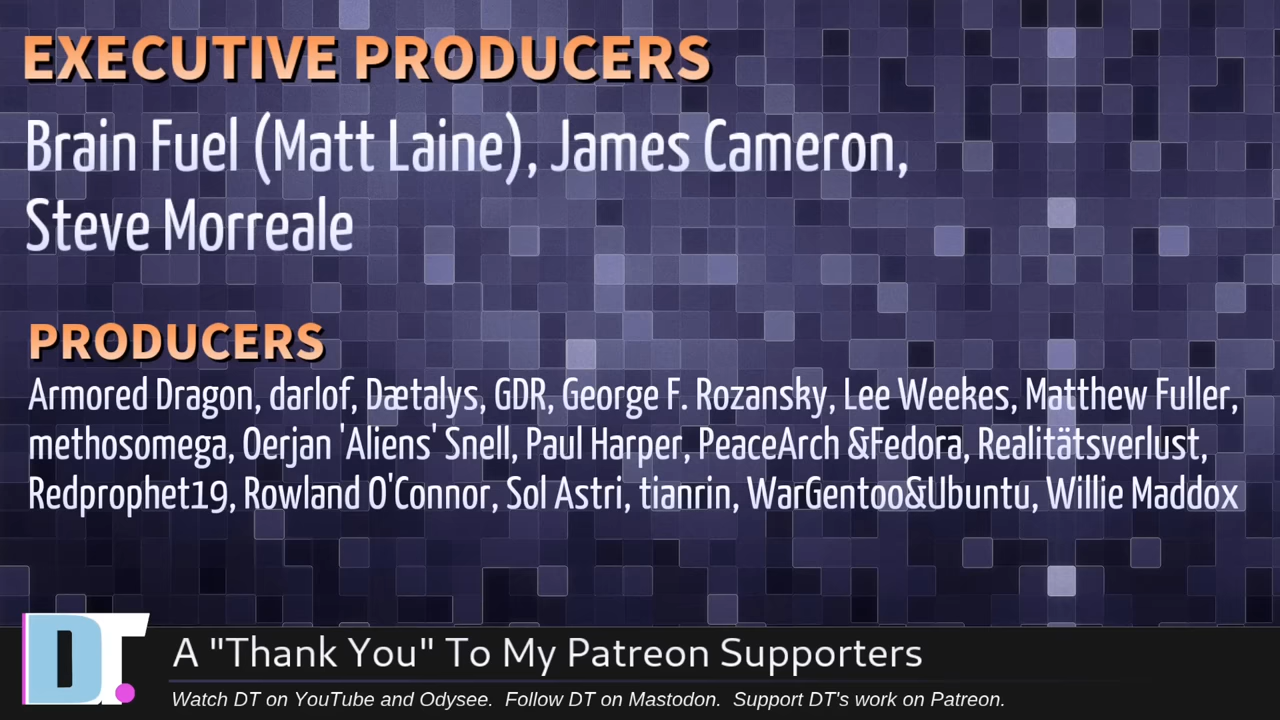 EXECUTIVE PRODUCERS
Brain Fuel (Matt Laine), James Cameron,
Steve Morreale
PRODUCERS
Armored Dragon, darlof, Dætalys, GDR, George F. Rozansky, Lee Weekes, Matthew Fuller,
methosomega, Oerjan 'Aliens' Snell, Paul Harper, PeaceArch &Fedora, Realitätsverlust,
Redprophet19, Rowland O'Connor, Sol Astri, tianrin, WarGentoo&Ubuntu, Willie Maddox
DT.
A "Thank You" To My Patreon Supporters
Watch DT on YouTube and Odysee. Follow DT on Mastodon. Support DT's work on Patreon.